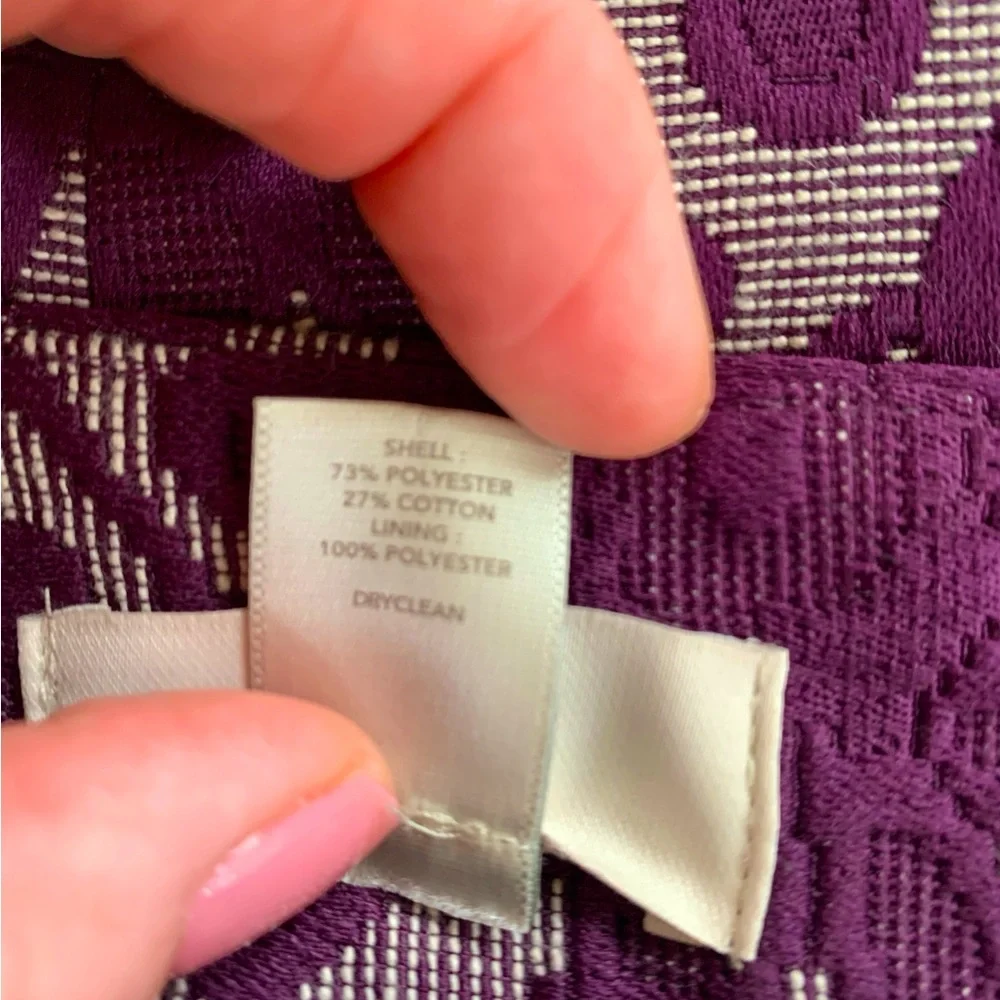 SHELL :
73% POLYESTER
27% COTTON
LINING :
100% POLYESTER
DRYCLEAN